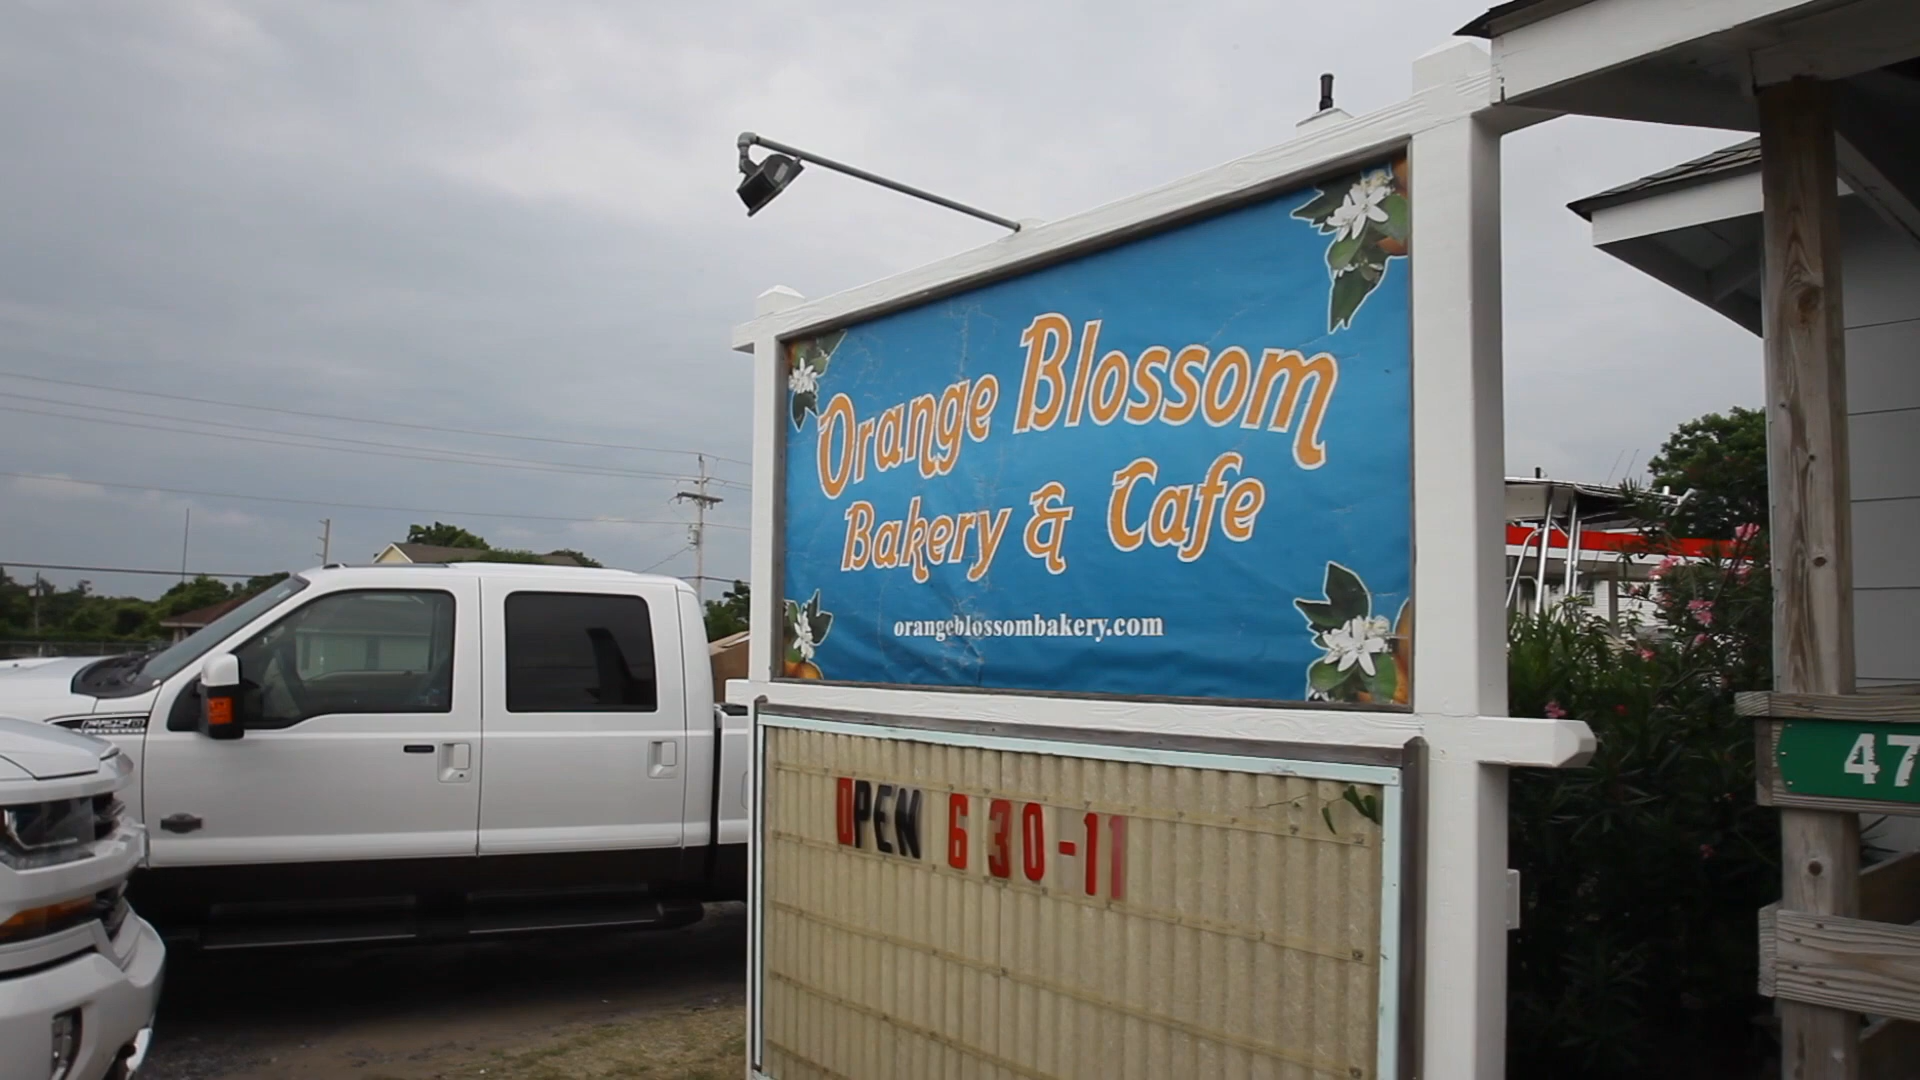 Orange Blossom
Bakery & Cafe
orangeblossombakery.com
OPEN 6 30-11
47